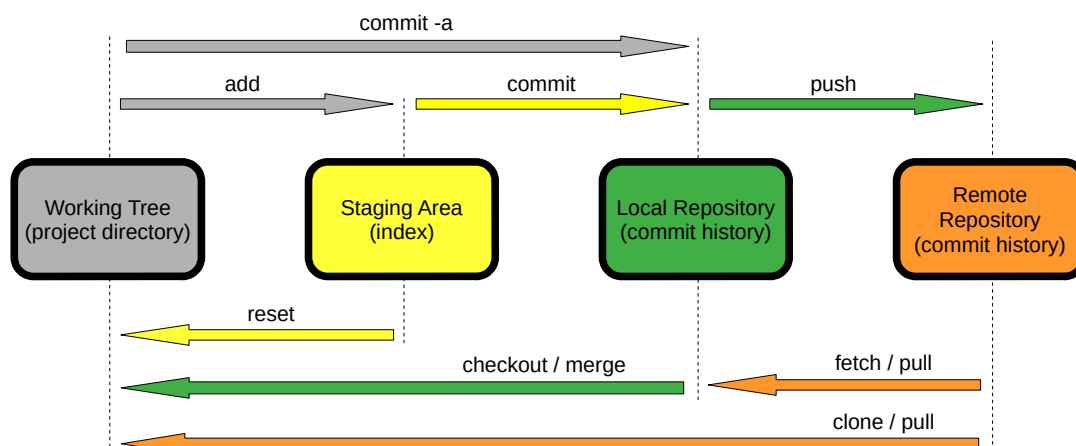 commit -a
add
commit
push
Working Tree
(project directory)
Staging Area
(index)
Local Repository
(commit history)
Remote
Repository
(commit history)
reset
checkout / merge
fetch / pull
clone / pull